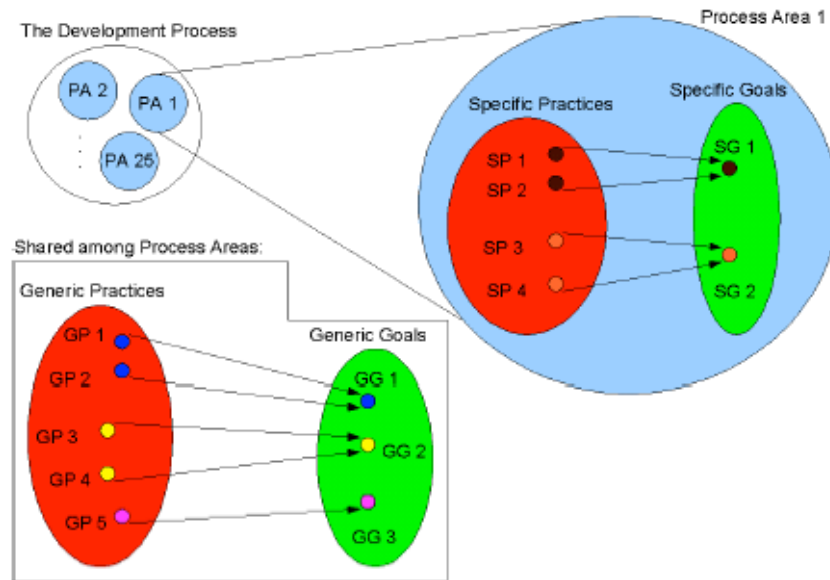 The Development Process
PA 2
PA 1
PA 25
Process Area 1
Specific Practices
Specific Goals
SP 1
SP 2
SP 3
SP 4
SG 1
SG 2
Shared among Process Areas:
Generic Practices
Generic Goals
GP 1
GP 2
GP 3
GP 4
GP 5
GG 1
GG 2
GG 3